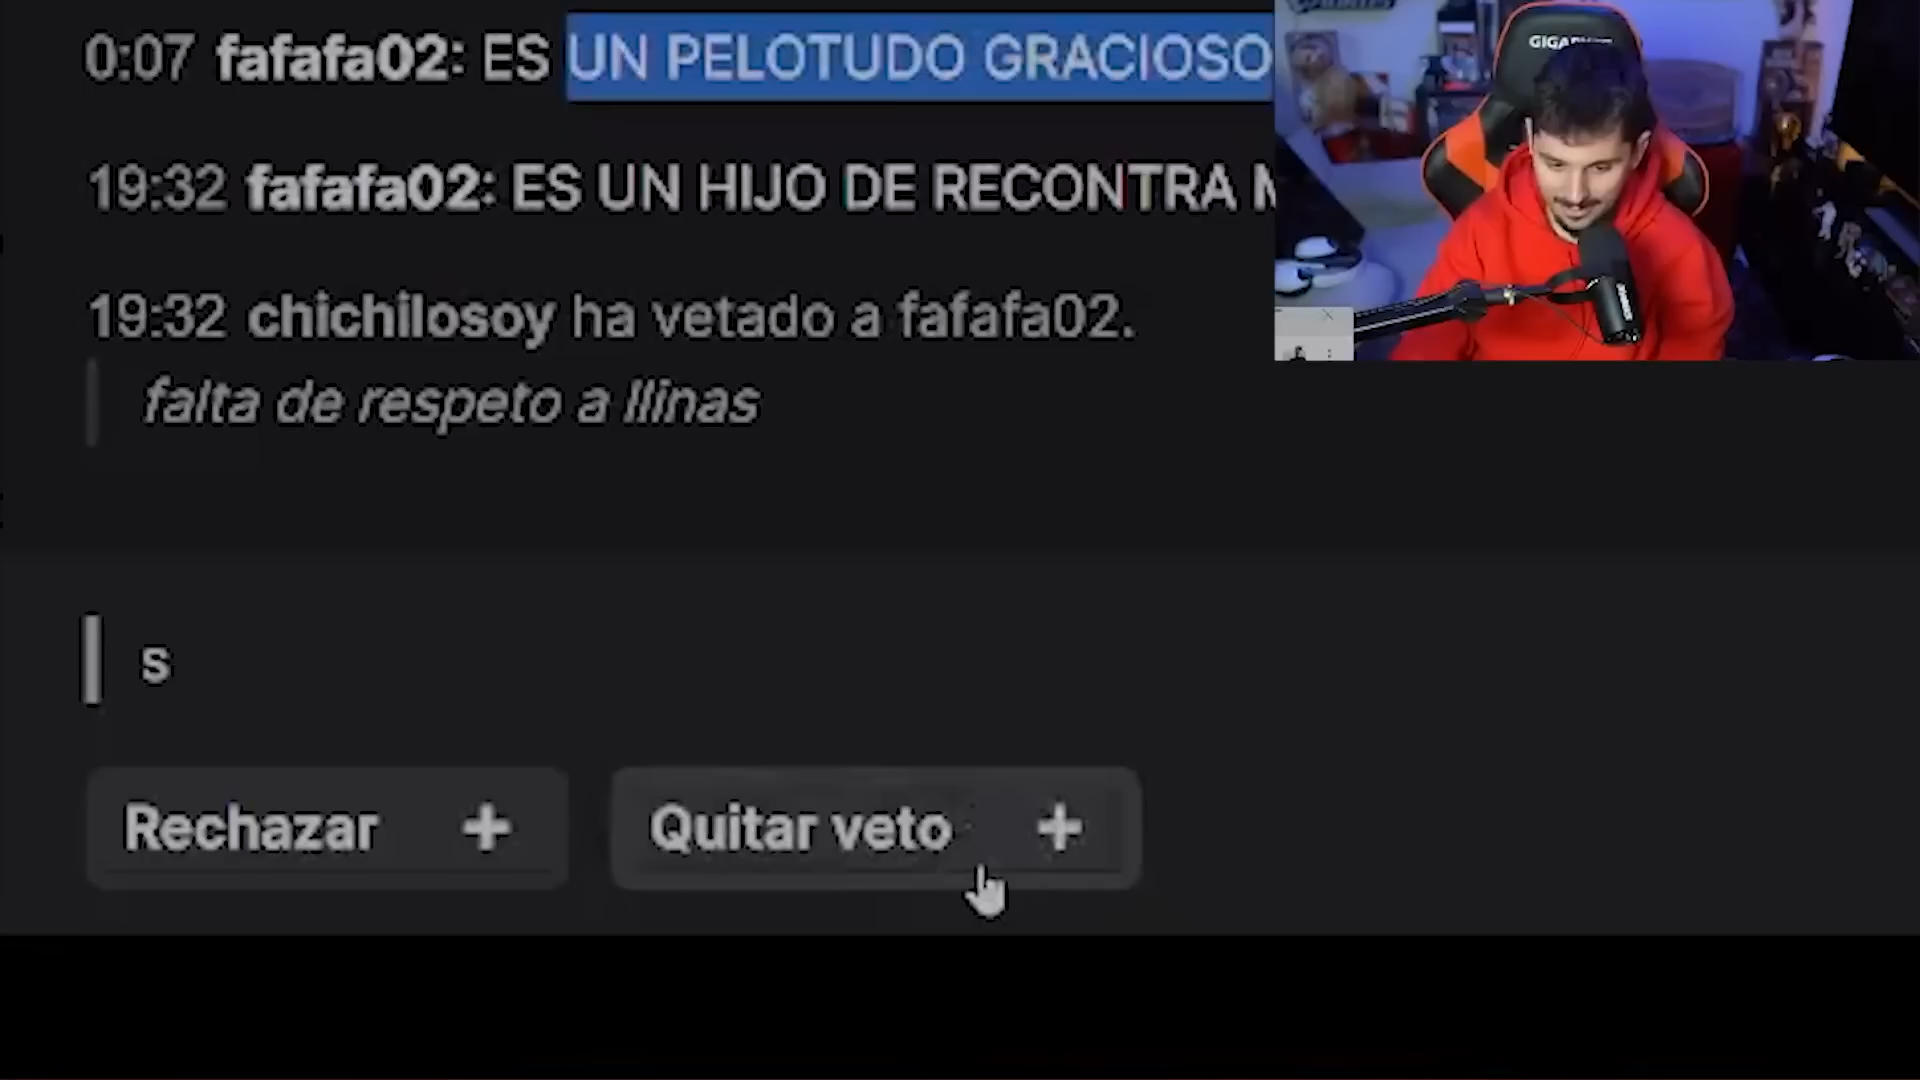 0:07 fafafa02: ES UN PELOTUDO GRACIOSO
19:32 fafafa02: ES UN HIJO DE RECONTRA
19:32 chichilosoy ha vetado a fafafa02.
falta de respeto a llinas
s
Rechazar +
Quitar veto +